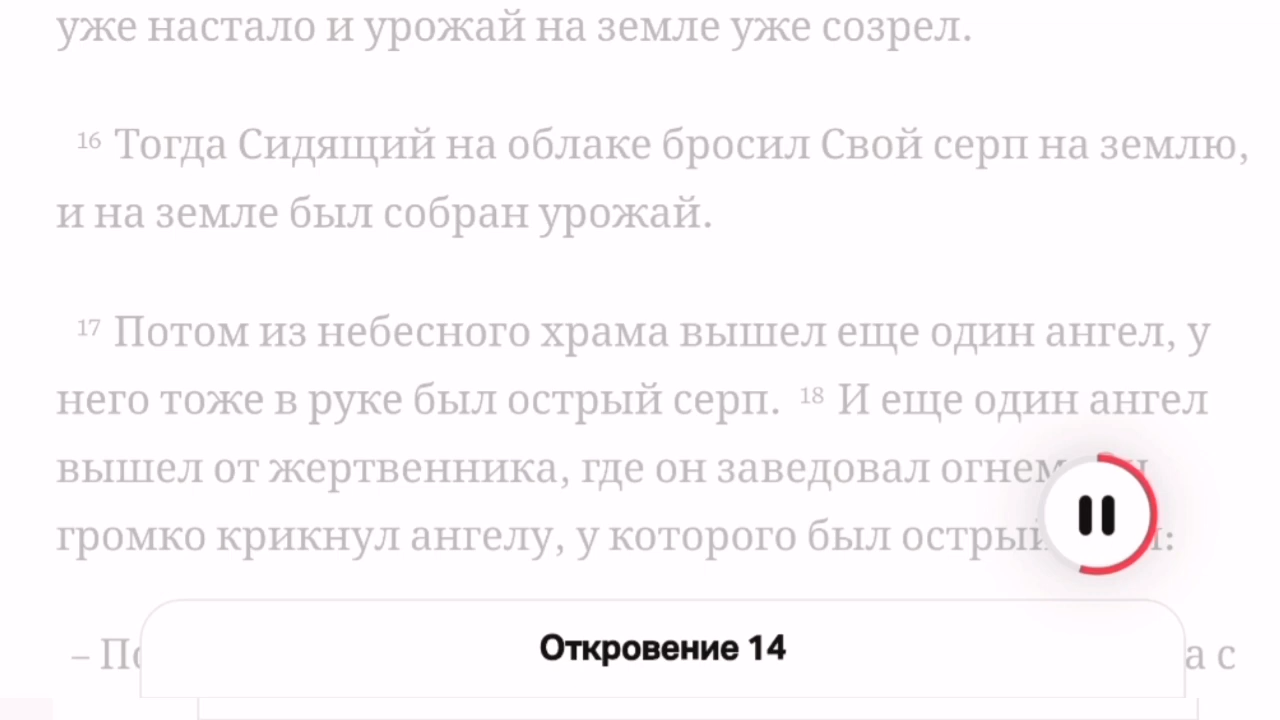 уже настало и урожай на земле уже созрел.
16 Тогда Сидящий на облаке бросил Свой серп на землю,
и на земле был собран урожай.
17 Потом из небесного храма вышел еще один ангел, у
него тоже в руке был острый серп. 18 И еще один ангел
вышел от жертвенника, где он заведовал огнем
громко крикнул ангелу, у которого был острый
–
а с
Откровение 14